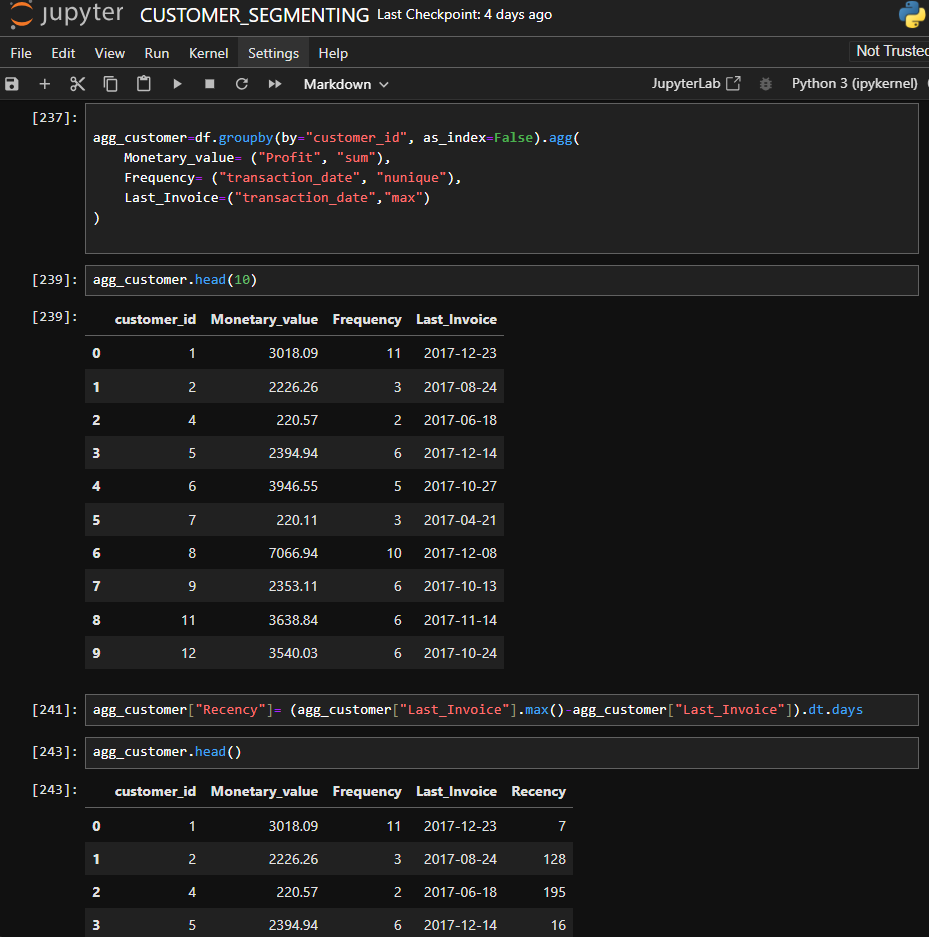 jupyter CUSTOMER_SEGMENTING Last Checkpoint: 4 days ago
File Edit View Run Kernel Settings Help Not Trusted
Markdown JupyterLab Python 3 (ipykernel)
[237]:
agg_customer=df.groupby(by="customer_id", as_index=False).agg(
Monetary_value= ("Profit", "sum"),
Frequency= ("transaction_date", "nunique"),
Last_Invoice=("transaction_date","max")
)
[239]: agg_customer.head(10)
[239]: customer_id Monetary_value Frequency Last_Invoice
0 1 3018.09 11 2017-12-23
1 2 2226.26 3 2017-08-24
2 4 220.57 2 2017-06-18
3 5 2394.94 6 2017-12-14
4 6 3946.55 5 2017-10-27
5 7 220.11 3 2017-04-21
6 8 7066.94 10 2017-12-08
7 9 2353.11 6 2017-10-13
8 11 3638.84 6 2017-11-14
9 12 3540.03 6 2017-10-24
[241]: agg_customer["Recency"]= (agg_customer["Last_Invoice"].max()-agg_customer["Last_Invoice"]).dt.days
[243]: agg_customer.head()
[243]: customer_id Monetary_value Frequency Last_Invoice Recency
0 1 3018.09 11 2017-12-23 7
1 2 2226.26 3 2017-08-24 128
2 4 220.57 2 2017-06-18 195
3 5 2394.94 6 2017-12-14 16